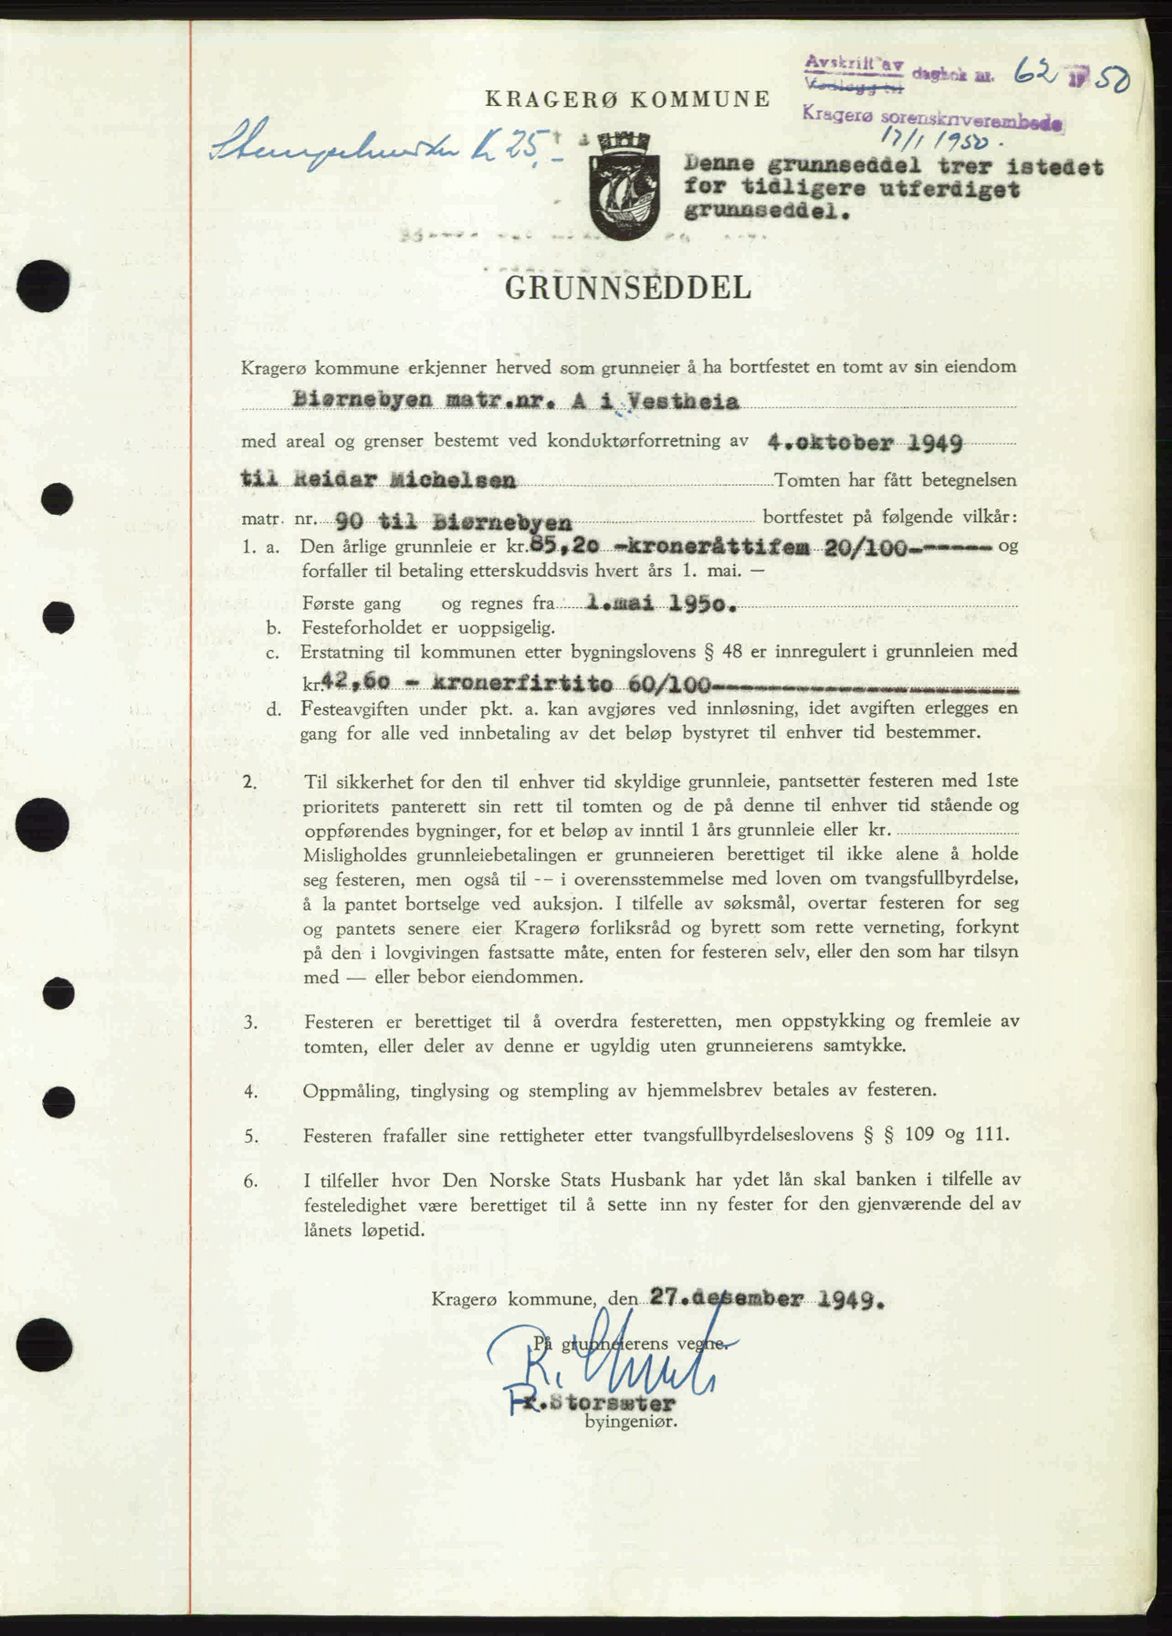 Avskrift av
Vedlegg til
dagbok nr. 62 1950
KRAGERØ KOMMUNE
Kragerø sorenskriverembede
17/1 1950.
K 25,-
Denne grunnseddel trer istedet
for tidligere utferdiget
grunnseddel.
GRUNNSEDDEL
Kragerø kommune erkjenner herved som grunneier å ha bortfestet en tomt av sin eiendom
Biørnebyen matr.nr. A i Vestheia
med areal og grenser bestemt ved konduktørforretning av 4.oktober 1949
til Reidar Michelsen Tomten har fått betegnelsen
matr. nr. 90 til Biørnebyen bortfestet på følgende vilkår:
1. a. Den årlige grunnleie er kr. 85,20 -kroneråttifem 20/100------ og
forfaller til betaling etterskuddsvis hvert års 1. mai. —
Første gang og regnes fra 1.mai 1950.
b. Festeforholdet er uoppsigelig.
c. Erstatning til kommunen etter bygningslovens § 48 er innregulert i grunnleien med
kr. 42,60 - kronerførtito 60/100--------------------
d. Festeavgiften under pkt. a. kan avgjøres ved innløsning, idet avgiften erlegges en
gang for alle ved innbetaling av det beløp bystyret til enhver tid bestemmer.
2. Til sikkerhet for den til enhver tid skyldige grunnleie, pantsetter festeren med 1ste
prioritets panterett sin rett til tomten og de på denne til enhver tid stående og
oppførendes bygninger, for et beløp av inntil 1 års grunnleie eller kr.
Misligholdes grunnleiebetalingen er grunneieren berettiget til ikke alene å holde
seg festeren, men også til -- i overensstemmelse med loven om tvangsfullbyrdelse,
å la pantet bortselge ved auksjon. I tilfelle av søksmål, overtar festeren for seg
og pantets senere eier Kragerø forliksråd og byrett som rette verneting, forkynt
på den i lovgivingen fastsatte måte, enten for festeren selv, eller den som har tilsyn
med — eller bebor eiendommen.
3. Festeren er berettiget til å overdra festeretten, men oppstykking og fremleie av
tomten, eller deler av denne er ugyldig uten grunneierens samtykke.
4. Oppmåling, tinglysing og stempling av hjemmelsbrev betales av festeren.
5. Festeren frafaller sine rettigheter etter tvangsfullbyrdelseslovens § § 109 og 111.
6. I tilfeller hvor Den Norske Stats Husbank har ydet lån skal banken i tilfelle av
festeledighet være berettiget til å sette inn ny fester for den gjenværende del av
lånets løpetid.
Kragerø kommune, den 27.desember 1949.
På grunneierens vegne.
R.Storsæter
byingeniør.